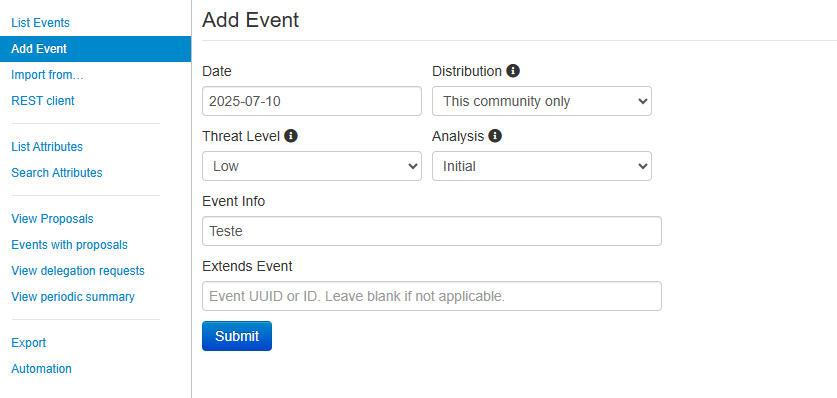 List Events
Add Event
Import from...
REST client
List Attributes
Search Attributes
View Proposals
Events with proposals
View delegation requests
View periodic summary
Export
Automation
Add Event
Date Distribution
2025-07-10 This community only
Threat Level Analysis
Low Initial
Event Info
Teste
Extends Event
Event UUID or ID. Leave blank if not applicable.
Submit